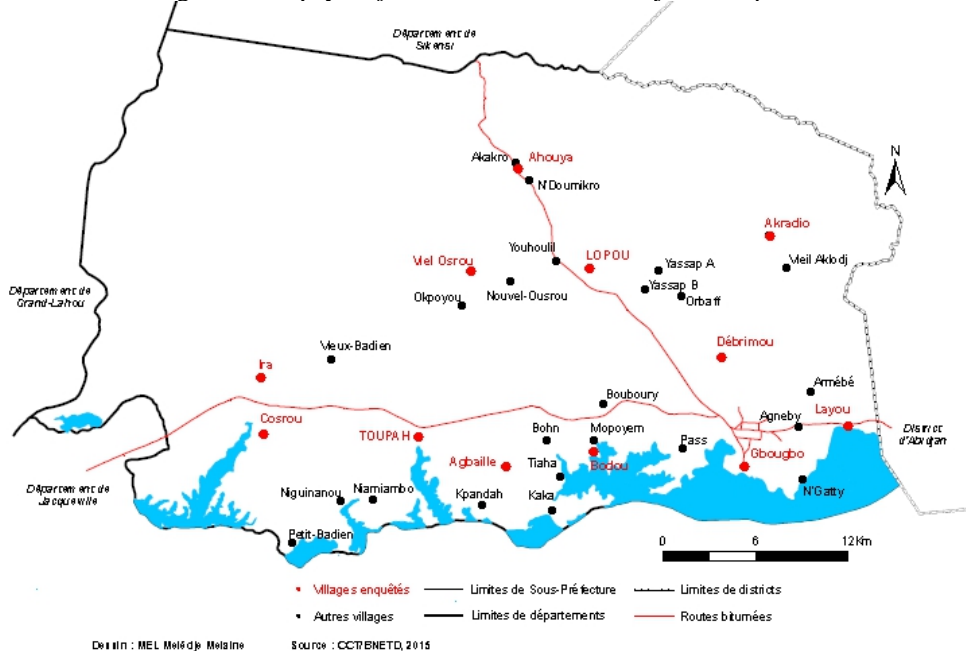 Département de
Sikensi
N
Akakro
Ahouya
N'Doumikro
Akradio
Youhoulil
LOPOU
Viel Osrou
Yassap A
Vieil Aklodj
Département de
Grand-Lahou
Nouvel-Ousrou
Yassap B
Okpoyou
Orbaff
Vieux-Badien
Débrimou
Ira
Armébé
Bouboury
Cosrou
Agneby
Layou
TOUPAH
Bohn
Mopoyem
Pass
District
d'Abidjan
Agbaille
Tiaha
Bodou
Gbougbo
Département de
Jacqueville
Niguinanou
Niamiambo
Kpandah
Kaka
N'Gatty
Petit-Badien
0 6 12Km
Villages enquêtés
Limites de Sous-Préfecture
Limites de districts
Autres villages
Limites de départements
Routes bitumées
Dessin : MEL Melèdje Melaine
Source : CCT/BNETD, 2015